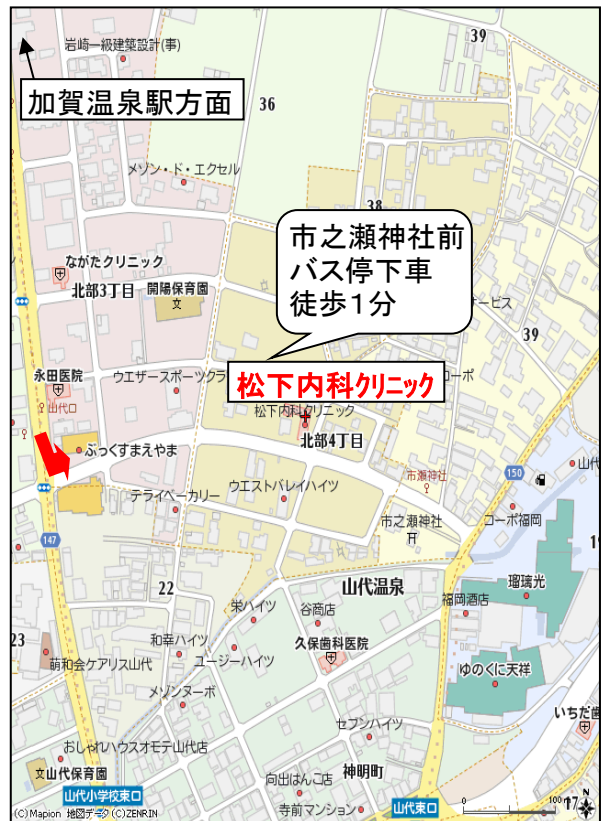 39
岩崎一級建築設計(事)
加賀温泉駅方面
36
メゾン・ド・エクセル
38
市之瀬神社前
バス停下車
徒歩1分
ながたクリニック
北部3丁目
開陽保育園
文
サービス
39
永田医院
ウエザースポーツクラ
松下内科クリニック
コーポ
山代口
松下内科クリニック
ぶっくすまえやま
北部4丁目
市瀬神社
150
山代
テライベーカリー
ウエストバレイハイツ
市之瀬神社
コーポ福岡
147
19
22
山代温泉
瑠璃光
栄ハイツ
谷商店
福岡酒店
23
和幸ハイツ
久保歯科医院
萌和会ケアリス山代
ユージーハイツ
ゆのくに天祥
メゾンヌーボ
いちだ歯
おしゃれハウスオモテ山代店
セブンハイツ
文山代保育園
向出はんこ店
神明町
山代小学校東口
寺前マンション
山代東口
0
100m
17
N
(C)Mapion 地図データ(C)ZENRIN